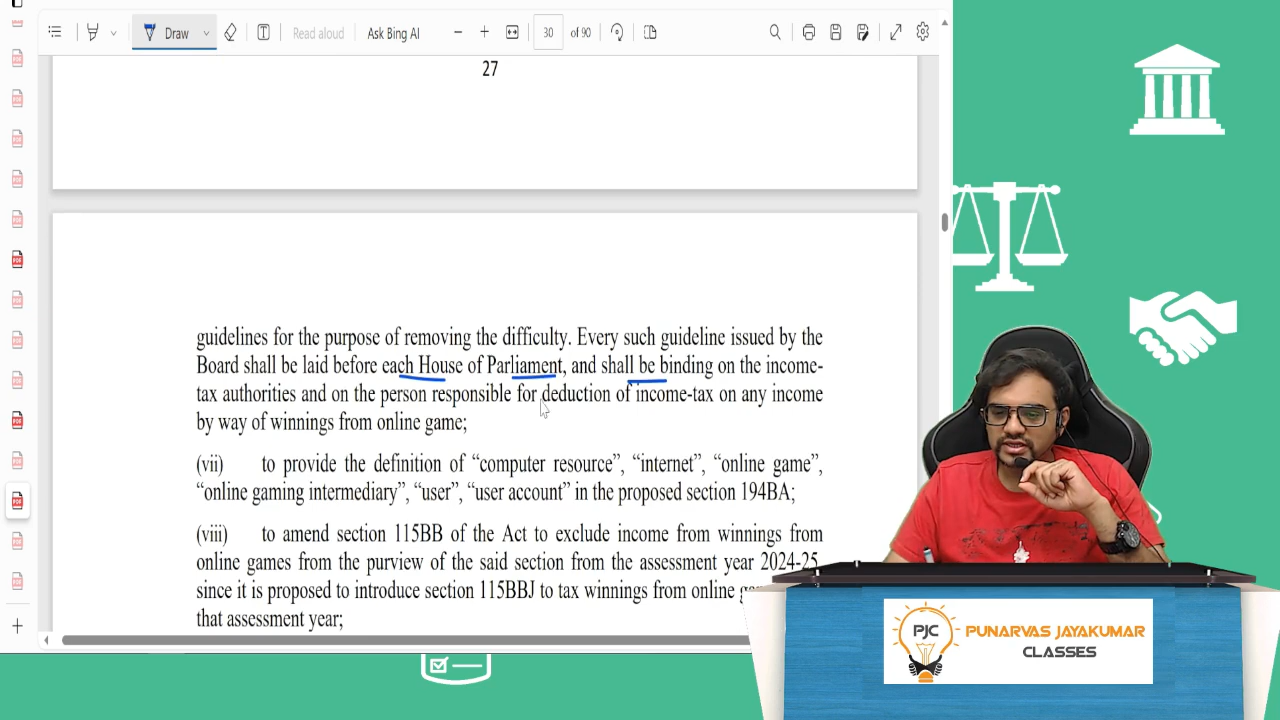 Draw
Read aloud
Ask Bing AI
30
of 90
27
guidelines for the purpose of removing the difficulty. Every such guideline issued by the
Board shall be laid before each House of Parliament, and shall be binding on the income-
tax authorities and on the person responsible for deduction of income-tax on any income
by way of winnings from online game;
(vii) to provide the definition of “computer resource”, “internet”, “online game”,
“online gaming intermediary”, “user”, “user account” in the proposed section 194BA;
(viii) to amend section 115BB of the Act to exclude income from winnings from
online games from the purview of the said section from the assessment year 2024-25,
since it is proposed to introduce section 115BBJ to tax winnings from online
that assessment year;
PJC
PUNARVAS JAYAKUMAR
CLASSES